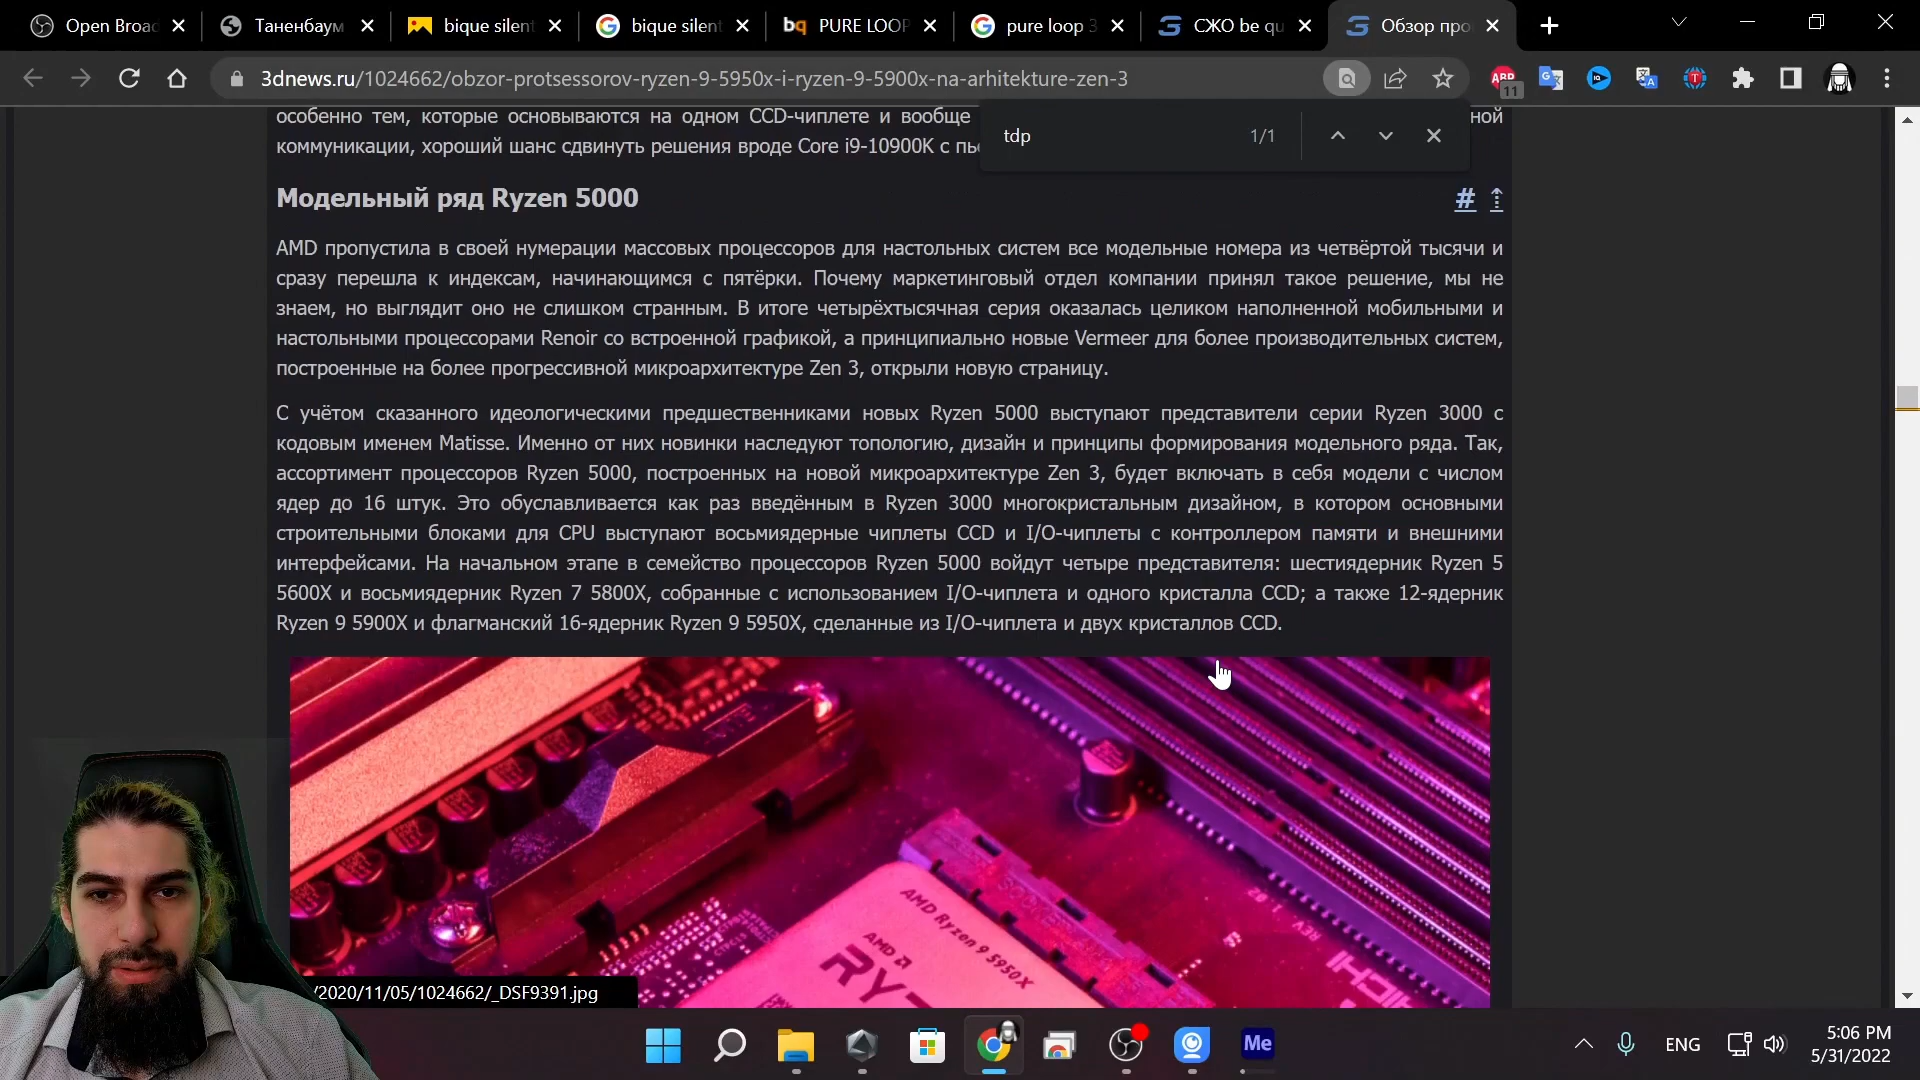 Open Broad
Таненбаум
bique silent
bique silent
bq PURE LOOP
pure loop 3
СЖО be qu
Обзор про
3dnews.ru/1024662/obzor-protsessorov-ryzen-9-5950x-i-ryzen-9-5900x-na-arhitekture-zen-3
ABP
11
tdp
1/1
особенно тем, которые основываются на одном CCD-чиплете и вообще
ной
коммуникации, хороший шанс сдвинуть решения вроде Core i9-10900K с пье
Модельный ряд Ryzen 5000
#
AMD пропустила в своей нумерации массовых процессоров для настольных систем все модельные номера из четвёртой тысячи и
сразу перешла к индексам, начинающимся с пятёрки. Почему маркетинговый отдел компании принял такое решение, мы не
знаем, но выглядит оно не слишком странным. В итоге четырёхтысячная серия оказалась целиком наполненной мобильными и
настольными процессорами Renoir со встроенной графикой, а принципиально новые Vermeer для более производительных систем,
построенные на более прогрессивной микроархитектуре Zen 3, открыли новую страницу.
С учётом сказанного идеологическими предшественниками новых Ryzen 5000 выступают представители серии Ryzen 3000 с
кодовым именем Matisse. Именно от них новинки наследуют топологию, дизайн и принципы формирования модельного ряда. Так,
ассортимент процессоров Ryzen 5000, построенных на новой микроархитектуре Zen 3, будет включать в себя модели с числом
ядер до 16 штук. Это обуславливается как раз введённым в Ryzen 3000 многокристальным дизайном, в котором основными
строительными блоками для CPU выступают восьмиядерные чиплеты CCD и I/O-чиплеты с контроллером памяти и внешними
интерфейсами. На начальном этапе в семейство процессоров Ryzen 5000 войдут четыре представителя: шестиядерник Ryzen 5
5600X и восьмиядерник Ryzen 7 5800X, собранные с использованием I/O-чиплета и одного кристалла CCD; а также 12-ядерник
Ryzen 9 5900X и флагманский 16-ядерник Ryzen 9 5950X, сделанные из I/O-чиплета и двух кристаллов CCD.
REV 1.02
AMD Ryzen 9 5950X
AMD
RYZ
/2020/11/05/1024662/_DSF9391.jpg
Me
ENG
5:06 PM
5/31/2022